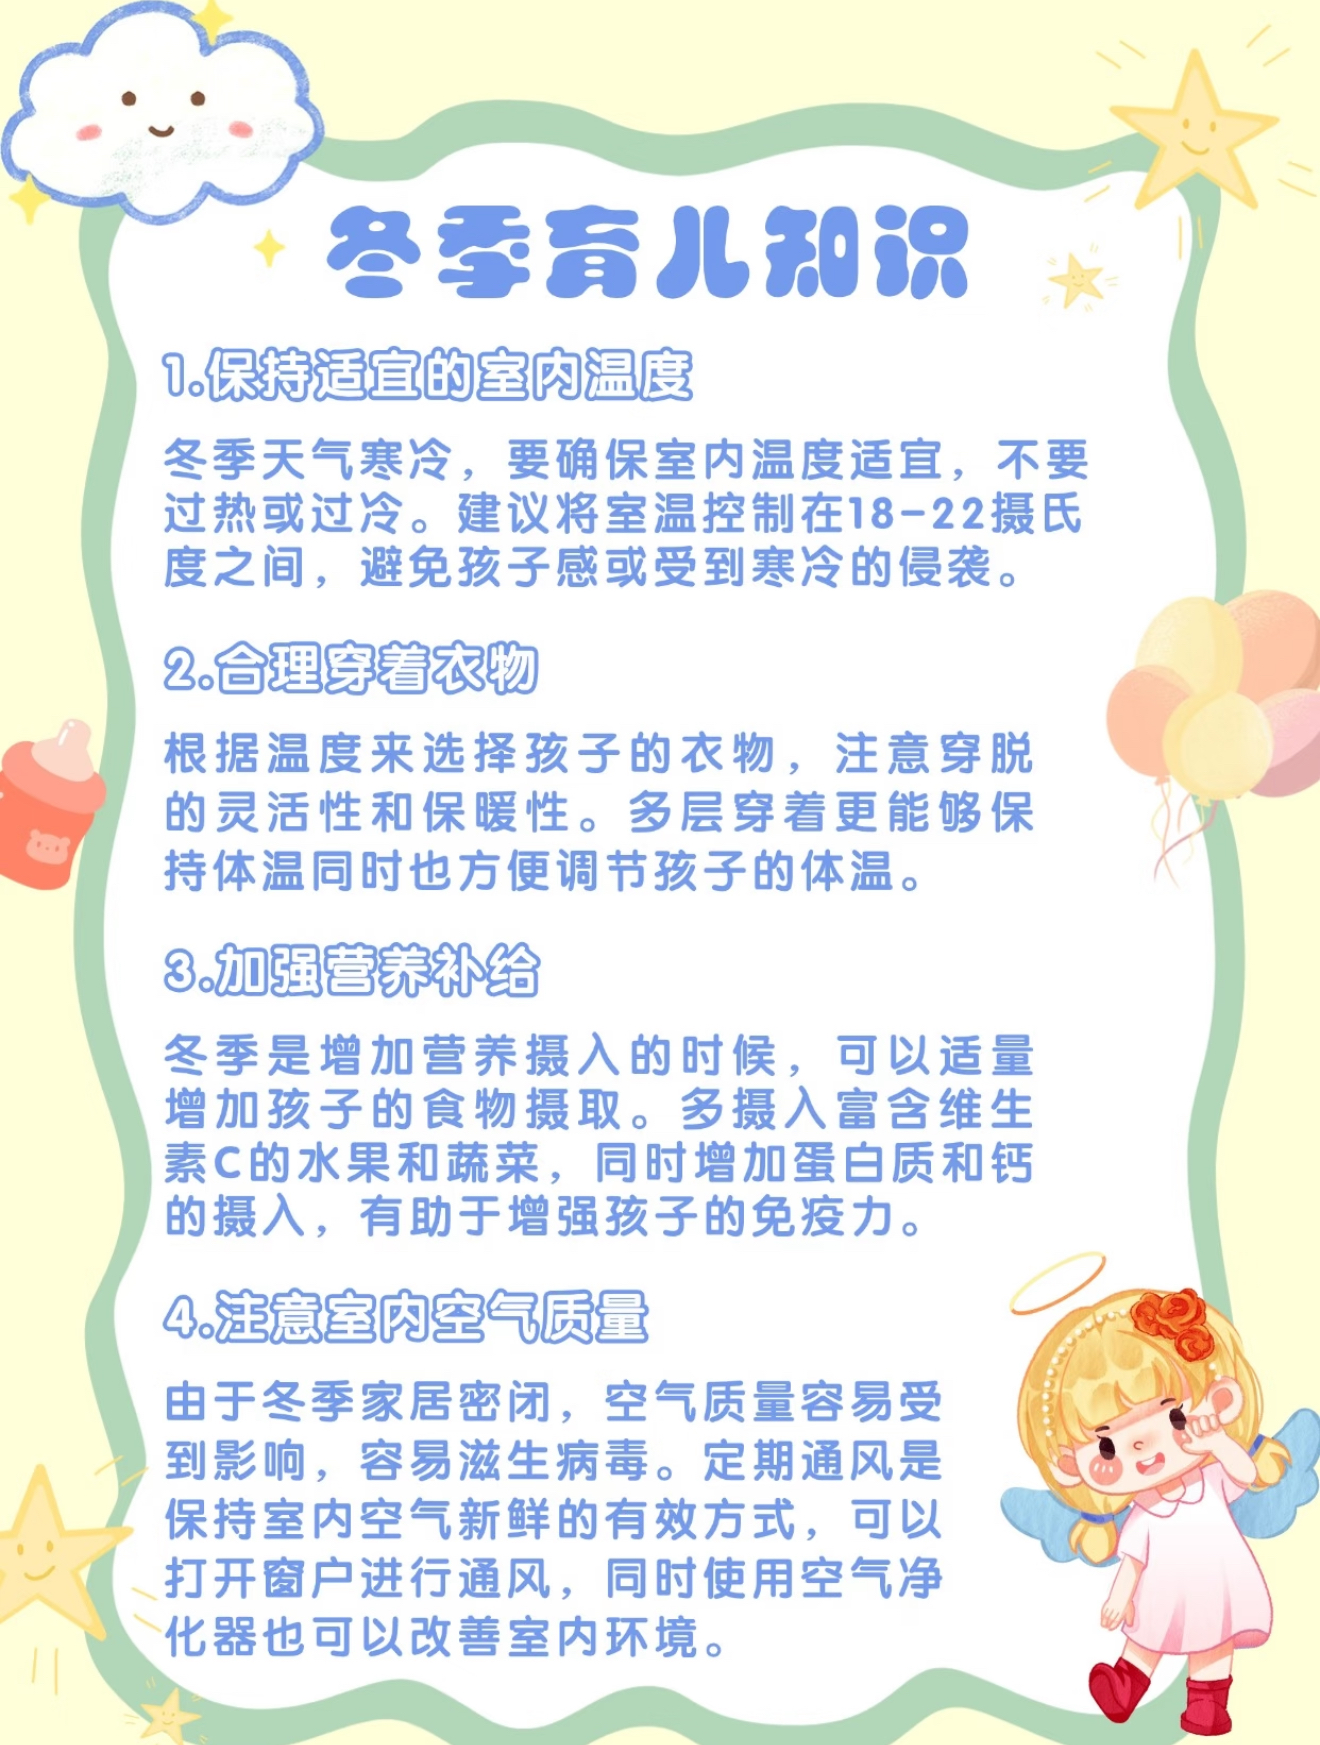 冬季育儿知识
1.保持适宜的室内温度
冬季天气寒冷，要确保室内温度适宜，不要
过热或过冷。建议将室温控制在18-22摄氏
度之间，避免孩子感或受到寒冷的侵袭。
2.合理穿着衣物
根据温度来选择孩子的衣物，注意穿脱
的灵活性和保暖性。多层穿着更能够保
持体温同时也方便调节孩子的体温。
3.加强营养补给
冬季是增加营养摄入的时候，可以适量
增加孩子的食物摄取。多摄入富含维生
素C的水果和蔬菜，同时增加蛋白质和钙
的摄入，有助于增强孩子的免疫力。
4.注意室内空气质量
由于冬季家居密闭，空气质量容易受
到影响，容易滋生病毒。定期通风是
保持室内空气新鲜的有效方式，可以
打开窗户进行通风，同时使用空气净
化器也可以改善室内环境。